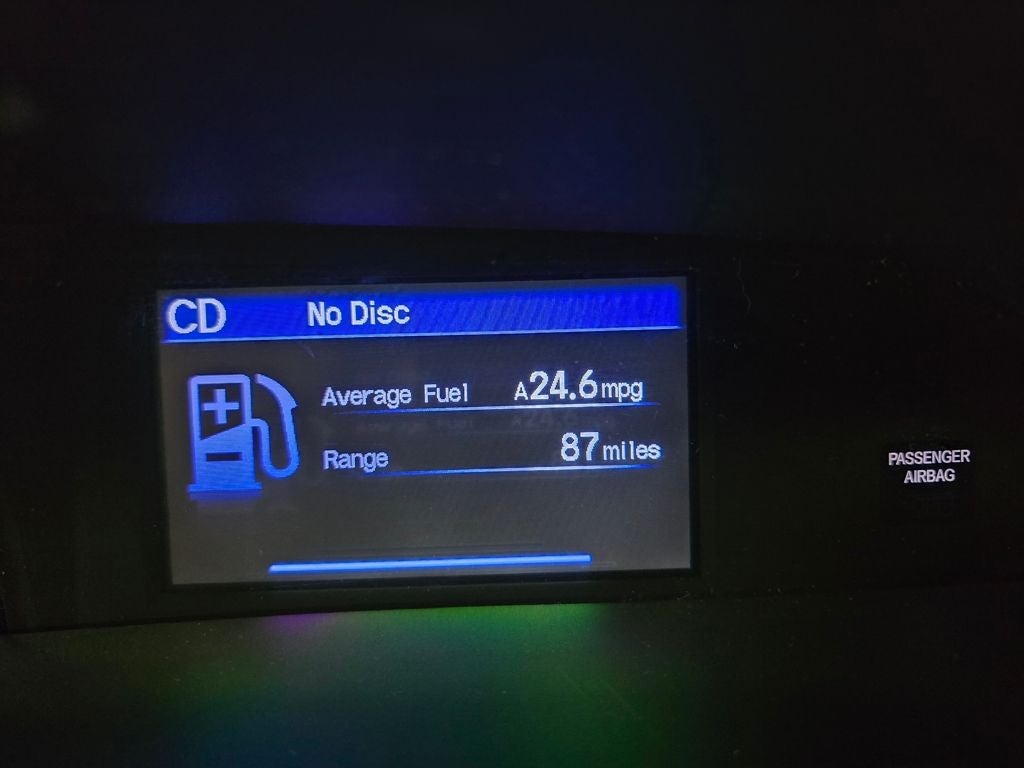 CD No Disc
Average Fuel A24.6mpg
Range 87miles
PASSENGER
AIRBAG